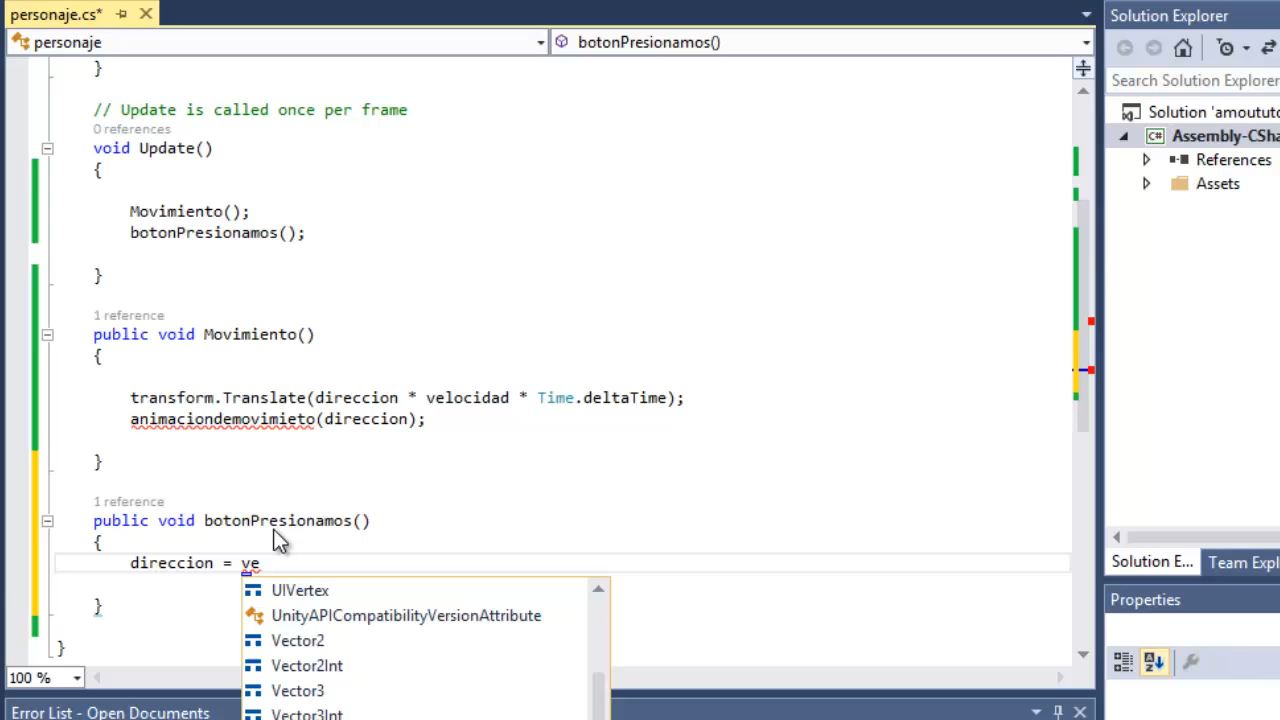 personaje.cs*
personaje
botonPresionamos()
}
// Update is called once per frame
0 references
void Update()
{
Movimiento();
botonPresionamos();
}
1 reference
public void Movimiento()
{
transform.Translate(direccion * velocidad * Time.deltaTime);
animaciondemovimieto(direccion);
}
1 reference
public void botonPresionamos()
{
direccion = ve
UIVertex
UnityAPICompatibilityVersionAttribute
Vector2
Vector2Int
Vector3
Vector3Int
}
}
100 %
Error List - Open Documents
Solution Explorer
Search Solution Explorer
Solution 'amoututo
C# Assembly-CSha
References
Assets
Solution E...
Team Expl
Properties